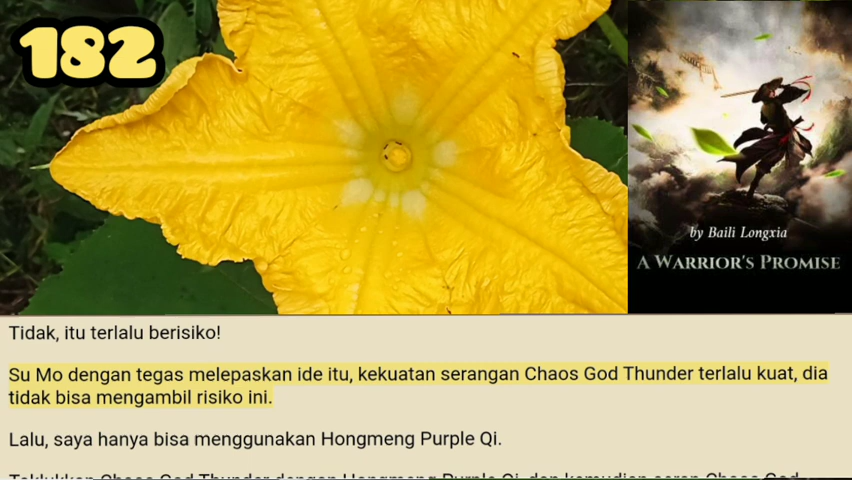 182
by Baili Longxia
A WARRIOR'S PROMISE
Tidak, itu terlalu berisiko!
Su Mo dengan tegas melepaskan ide itu, kekuatan serangan Chaos God Thunder terlalu kuat, dia
tidak bisa mengambil risiko ini.
Lalu, saya hanya bisa menggunakan Hongmeng Purple Qi.